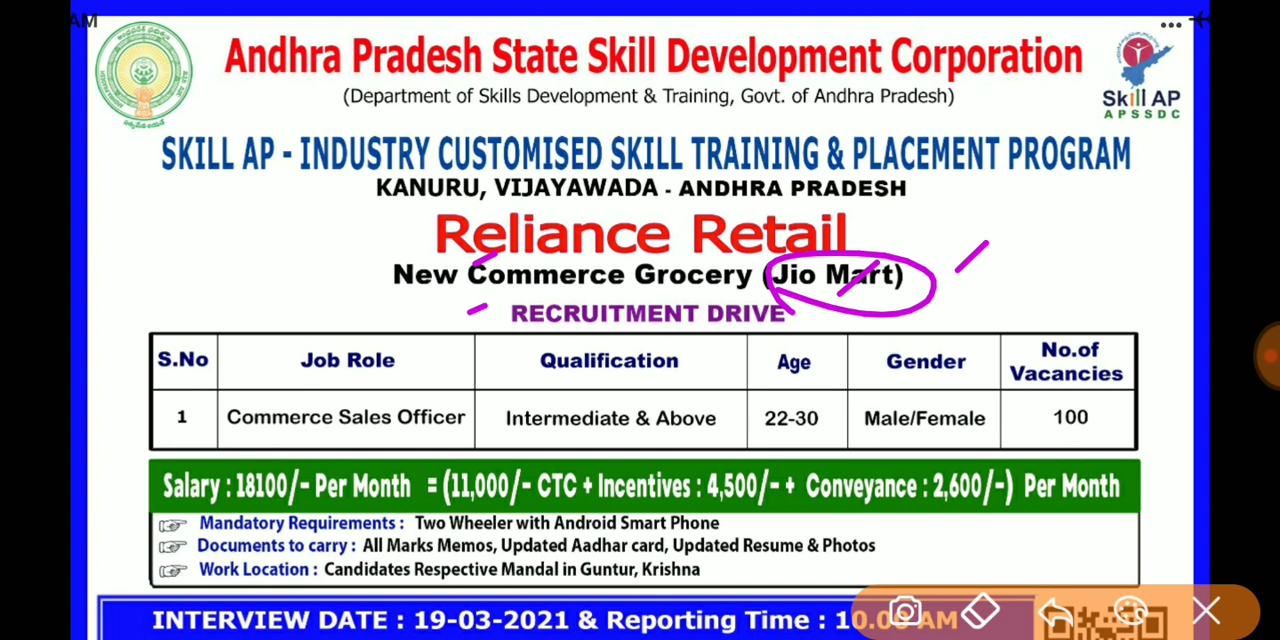 AM
Andhra Pradesh State Skill Development Corporation
(Department of Skills Development & Training, Govt. of Andhra Pradesh)
Skill AP
APSSDC
SKILL AP - INDUSTRY CUSTOMISED SKILL TRAINING & PLACEMENT PROGRAM
KANURU, VIJAYAWADA - ANDHRA PRADESH
Reliance Retail
New Commerce Grocery (Jio Mart)
RECRUITMENT DRIVE
S.No Job Role Qualification Age Gender No.of Vacancies
1 Commerce Sales Officer Intermediate & Above 22-30 Male/Female 100
Salary : 18100/- Per Month = (11,000/- CTC + Incentives : 4,500/- + Conveyance : 2,600/-) Per Month
Mandatory Requirements : Two Wheeler with Android Smart Phone
Documents to carry : All Marks Memos, Updated Aadhar card, Updated Resume & Photos
Work Location : Candidates Respective Mandal in Guntur, Krishna
INTERVIEW DATE : 19-03-2021 & Reporting Time : 10.00 AM